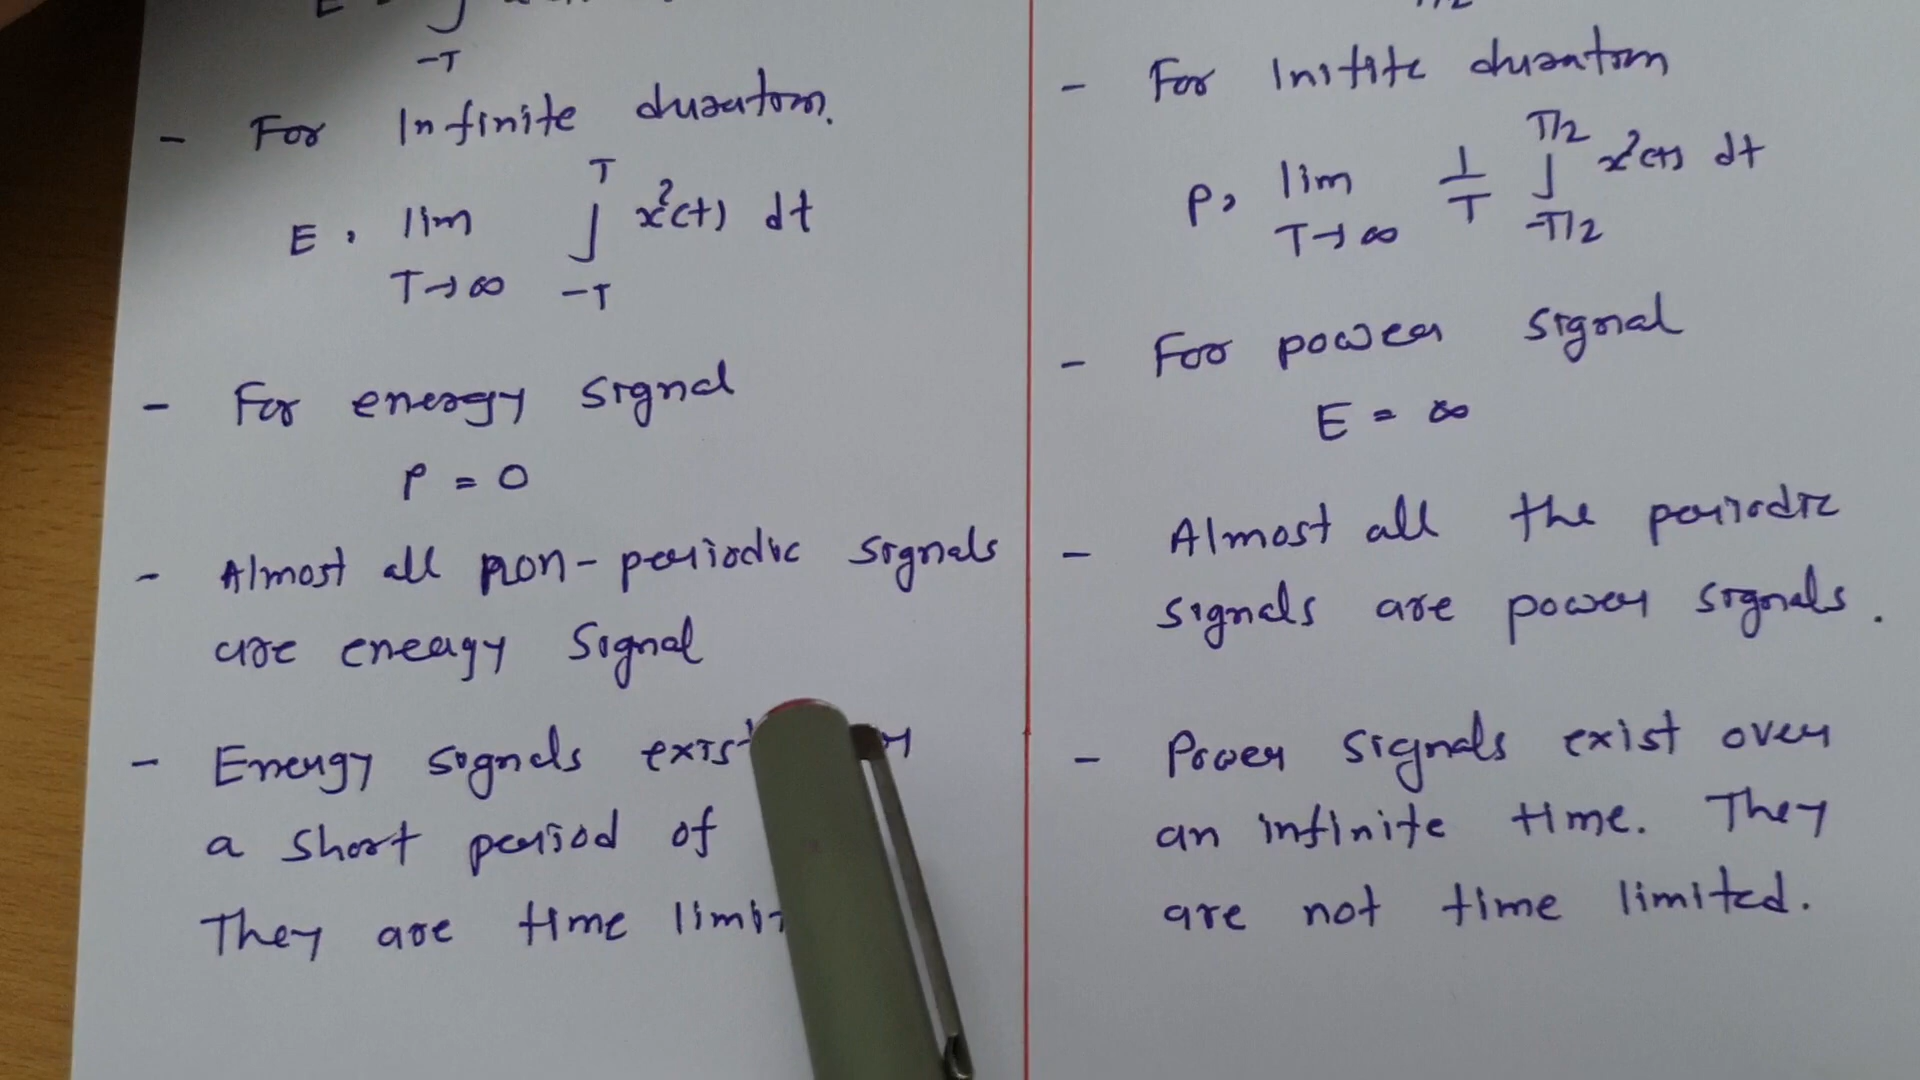 -T
- For Infinite duration.
E = lim T→∞ ∫ T -T x²(t) dt
- For energy signal
P = 0
- Almost all non-periodic signals
are energy signal
- Energy signals exist
a short period of
They are time
- For Initite duration
P = lim T→∞ 1/T ∫ T/2 -T/2 x²(t) dt
- For power signal
E = ∞
- Almost all the periodic
signals are power signals.
- Power signals exist over
an infinite time. They
are not time limited.